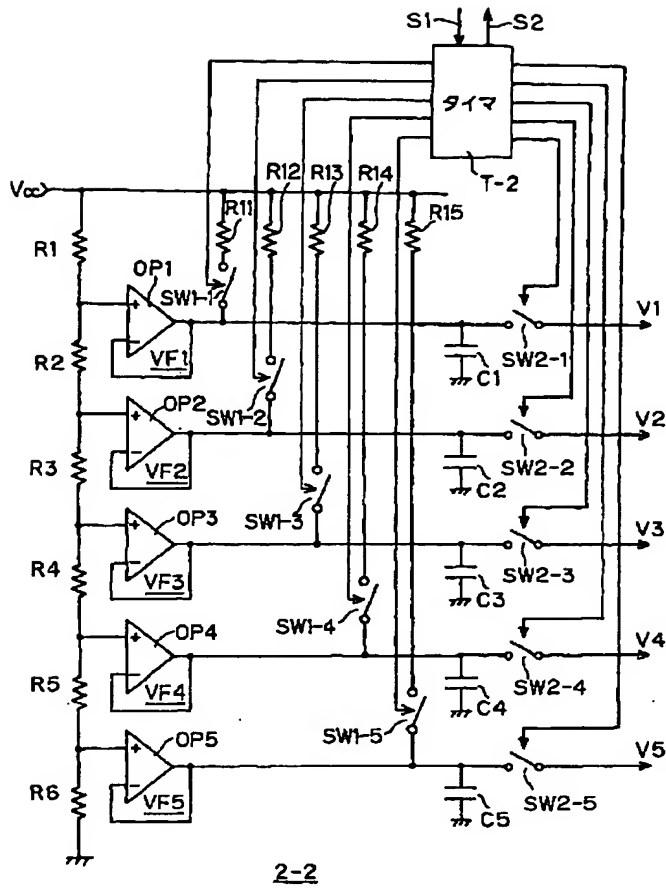 S1
S2
タイマ
T-2
Vcc
R11
R12
R13
R14
R15
R1
OP1
+
-
VF1
SW1-1
C1
SW2-1
V1
R2
OP2
+
-
VF2
SW1-2
C2
SW2-2
V2
R3
OP3
+
-
VF3
SW1-3
C3
SW2-3
V3
R4
OP4
+
-
VF4
SW1-4
C4
SW2-4
V4
R5
OP5
+
-
VF5
SW1-5
C5
SW2-5
V5
R6
2-2